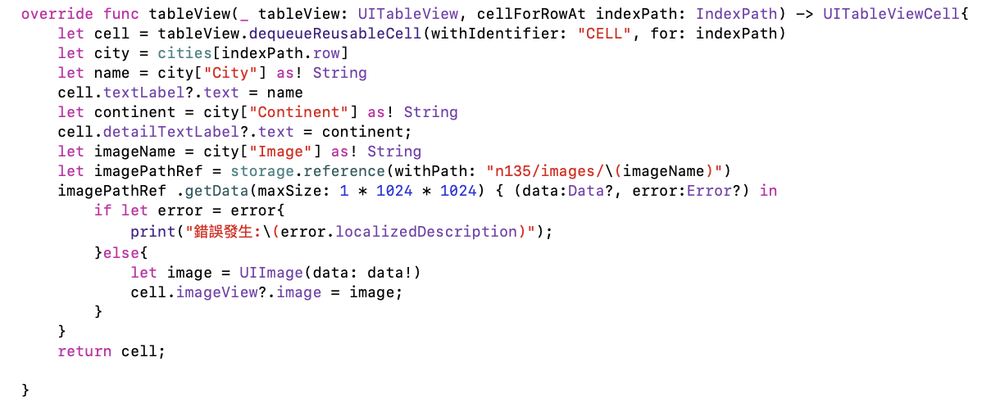 override func tableView(_ tableView: UITableView, cellForRowAt indexPath: IndexPath) -> UITableViewCell{
    let cell = tableView.dequeueReusableCell(withIdentifier: "CELL", for: indexPath)
    let city = cities[indexPath.row]
    let name = city["City"] as! String
    cell.textLabel?.text = name
    let continent = city["Continent"] as! String
    cell.detailTextLabel?.text = continent;
    let imageName = city["Image"] as! String
    let imagePathRef = storage.reference(withPath: "n135/images/\(imageName)")
    imagePathRef .getData(maxSize: 1 * 1024 * 1024) { (data:Data?, error:Error?) in
        if let error = error{
            print("錯誤發生:\(error.localizedDescription)");
        }else{
            let image = UIImage(data: data!)
            cell.imageView?.image = image;
        }
    }
    return cell;

}